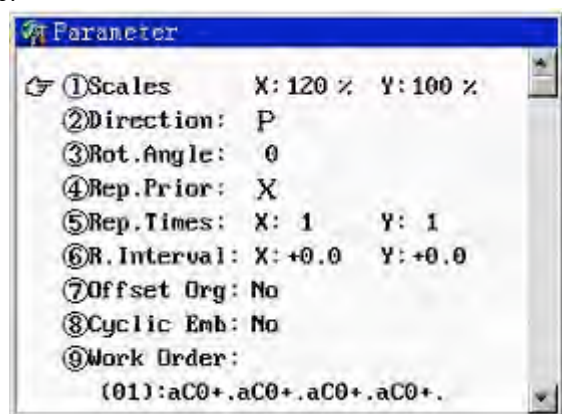 Parameter
①Scales X:120 % Y:100 %
②Direction: P
③Rot.Angle: 0
④Rep.Prior: X
⑤Rep.Times: X: 1 Y: 1
⑥R.Interval: X:+0.0 Y:+0.0
⑦Offset Org: No
⑧Cyclic Emb: No
⑨Work Order:
(01):aC0+.aC0+.aC0+.aC0+.